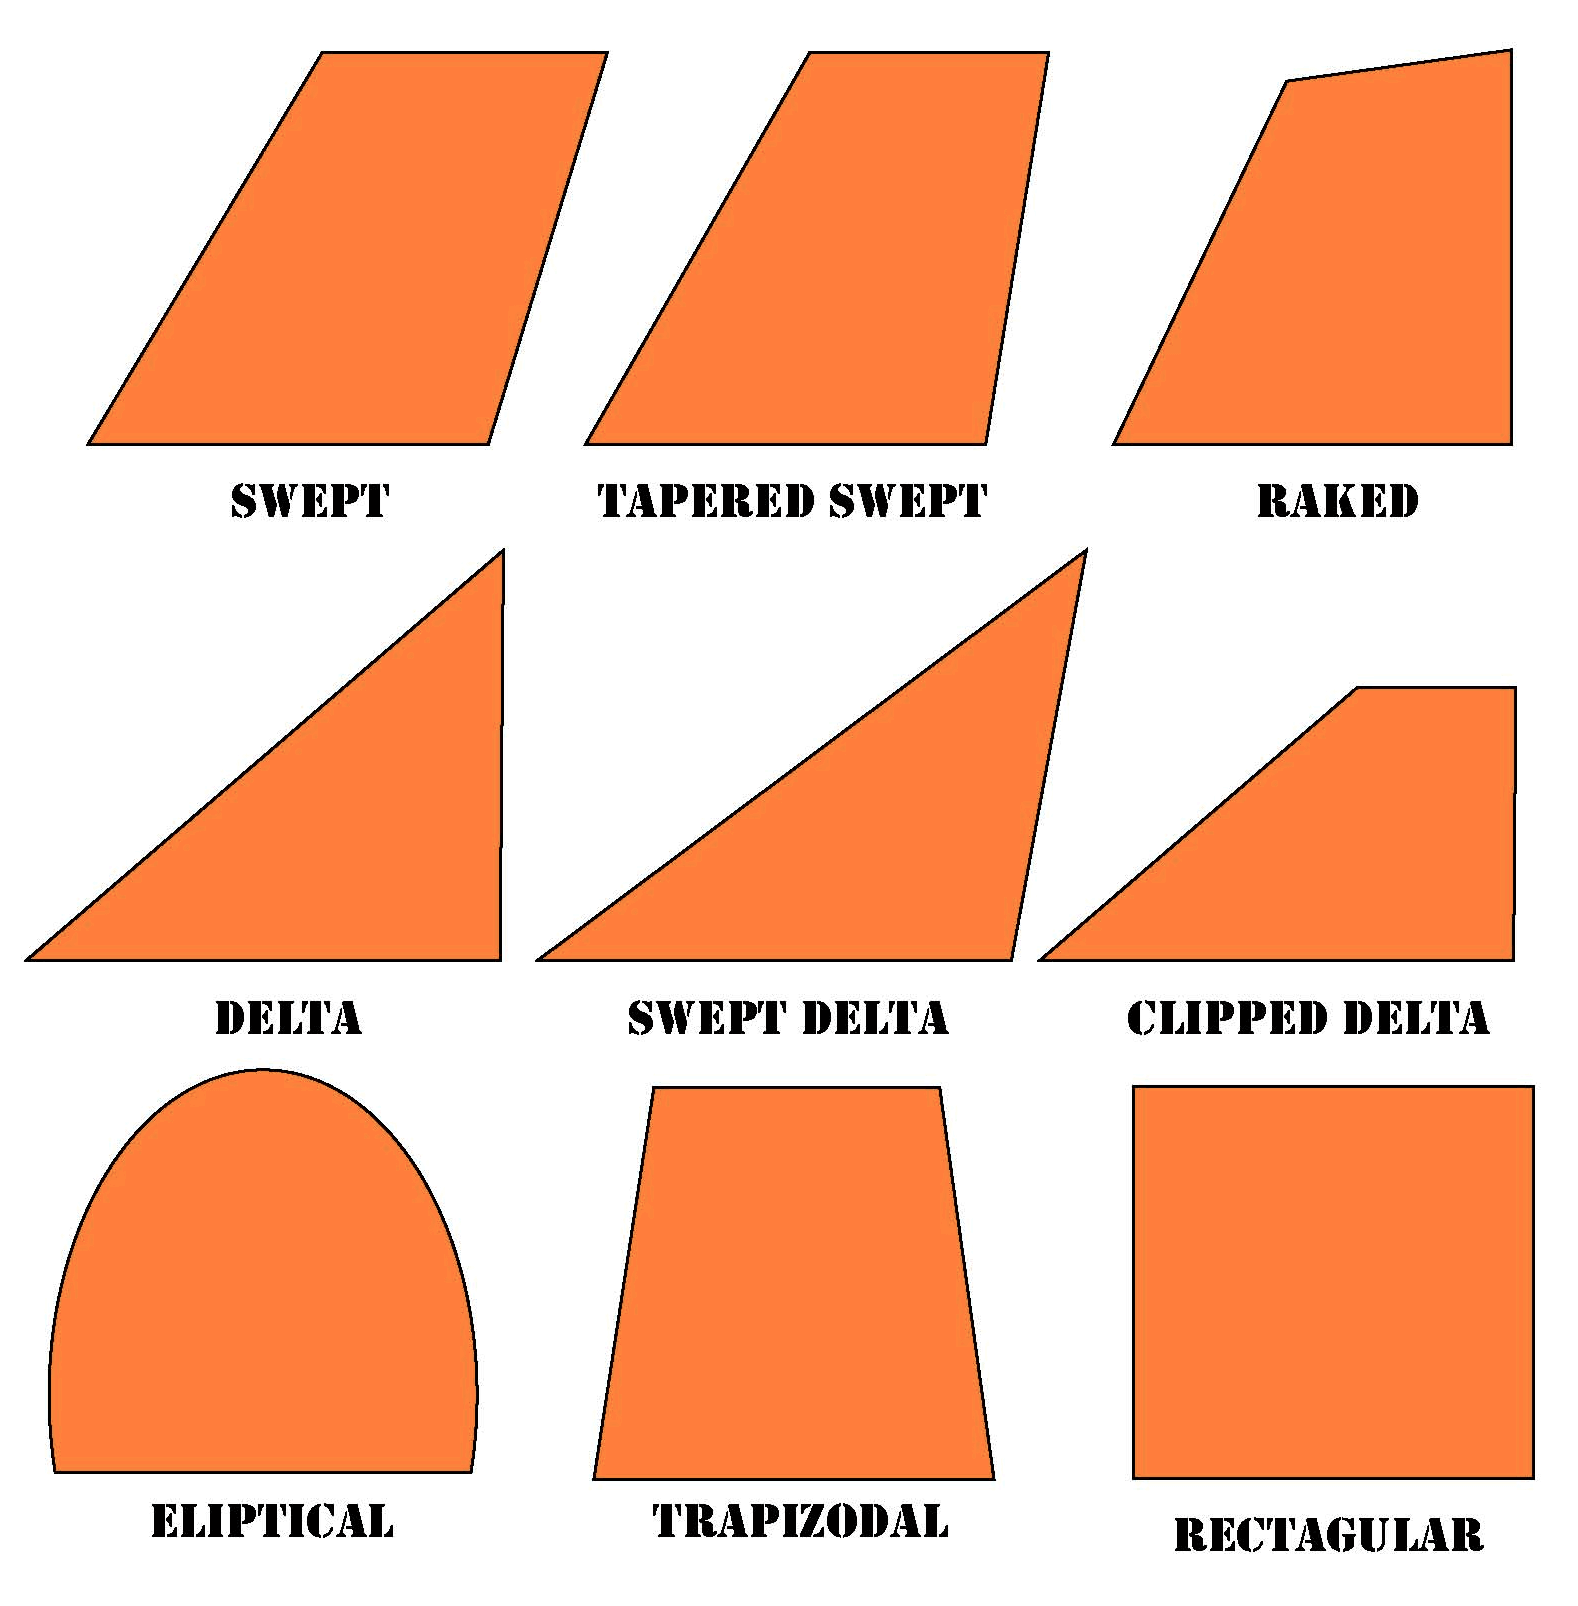 SWEPT
TAPERED SWEPT
RAKED
DELTA
SWEPT DELTA
CLIPPED DELTA
ELIPTICAL
TRAPIZODAL
RECTAGULAR